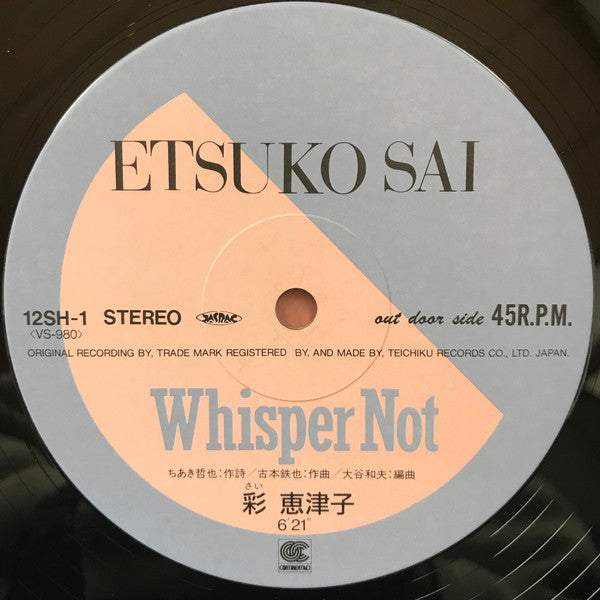 ETSUKO SAI
12SH-1 STEREO JASRAC out door side 45R.P.M.
〈VS-980〉
ORIGINAL RECORDING BY, TRADE MARK REGISTERED BY, AND MADE BY, TEICHIKU RECORDS CO., LTD. JAPAN.
Whisper Not
ちあき哲也:作詩/古本鉄也:作曲/大谷和夫:編曲
さい
彩 恵津子
6'21"
CONTINENTAL